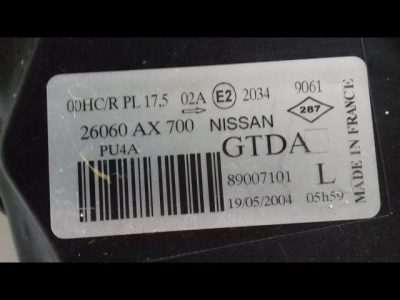 00HC/R PL 17,5 02A E2 2034 9061
287
26060 AX 700 NISSAN
PU4A GTDA
89007101 L
19/05/2004 05h59
MADE IN FRANCE